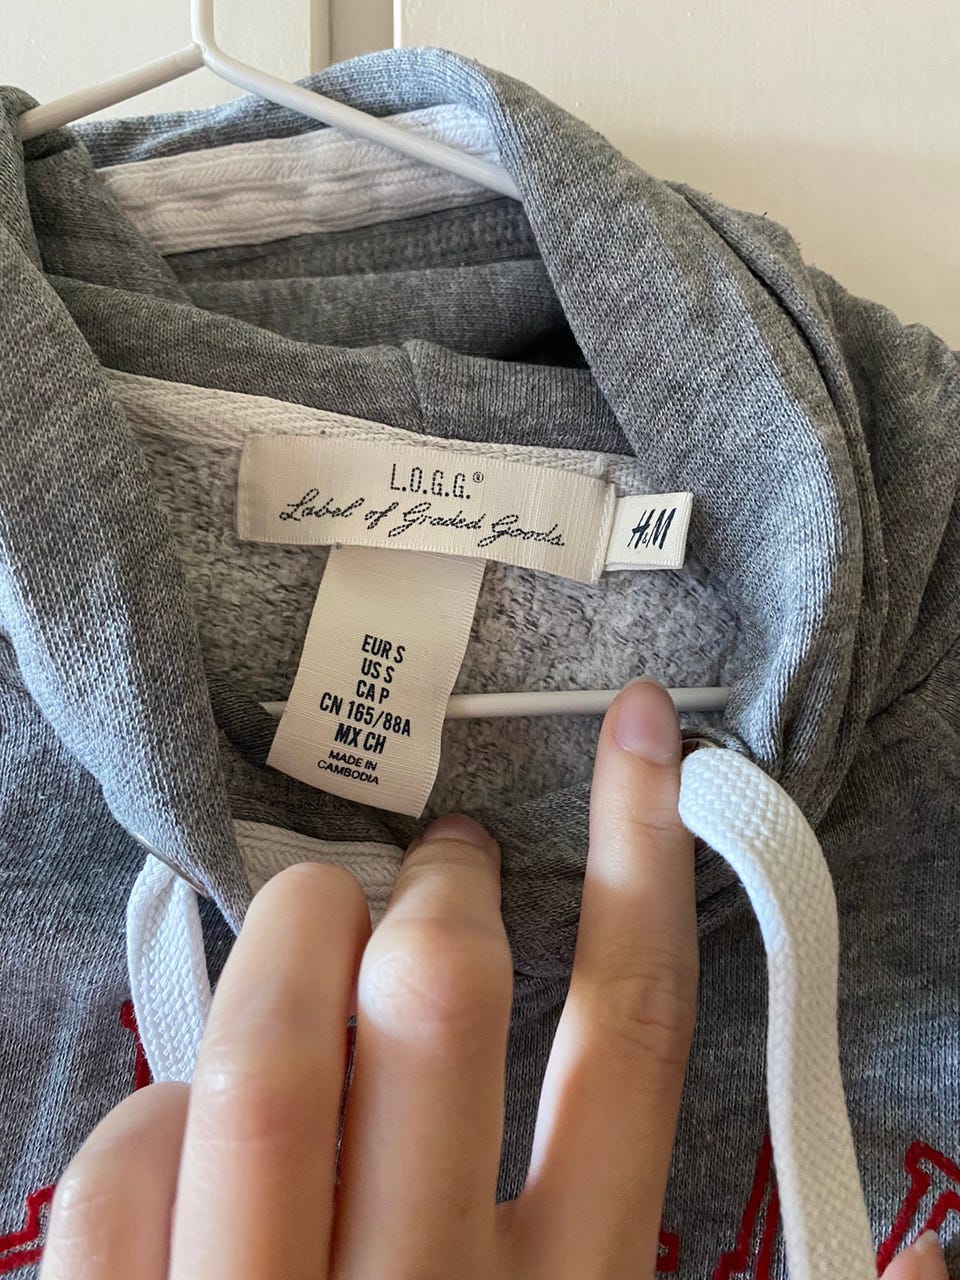 L.O.G.G.®
Label of Graded Goods
H&M
EUR S
US S
CA P
CN 165/88A
MX CH
MADE IN
CAMBODIA